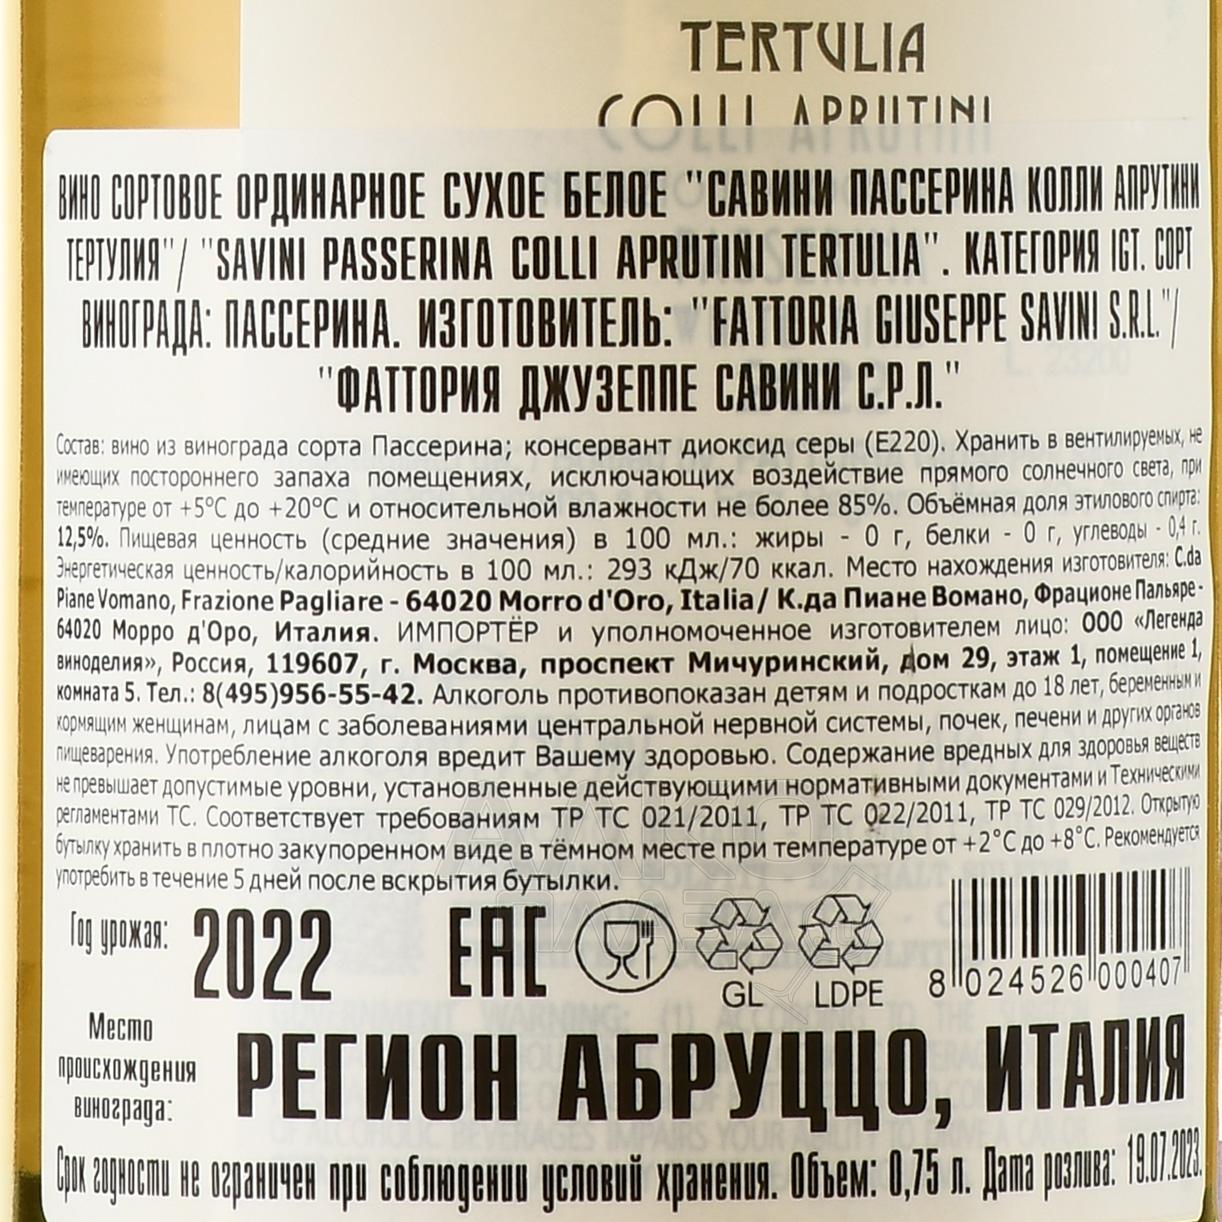 TERTULIA
COLLI APRUTINI
ВИНО СОРТОВОЕ ОРДИНАРНОЕ СУХОЕ БЕЛОЕ "САВИНИ ПАССЕРИНА КОЛЛИ АПРУТИНИ
ТЕРТУЛИЯ"/ "SAVINI PASSERINA COLLI APRUTINI TERTULIA". КАТЕГОРИЯ IGT. СОРТ
ВИНОГРАДА: ПАССЕРИНА. ИЗГОТОВИТЕЛЬ: "FATTORIA GIUSEPPE SAVINI S.R.L."/
"ФАТТОРИЯ ДЖУЗЕППЕ САВИНИ С.Р.Л."
L. 23200
Состав: вино из винограда сорта Пассерина; консервант диоксид серы (Е220). Хранить в вентилируемых, не
имеющих постороннего запаха помещениях, исключающих воздействие прямого солнечного света, при
температуре от +5°С до +20°С и относительной влажности не более 85%. Объёмная доля этилового спирта:
12,5%. Пищевая ценность (средние значения) в 100 мл.: жиры - 0 г, белки - 0 г, углеводы - 0,4 г.
Энергетическая ценность/калорийность в 100 мл.: 293 кДж/70 ккал. Место нахождения изготовителя: C.da
Piane Vomano, Frazione Pagliare - 64020 Morro d'Oro, Italia/ К.да Пиане Вомано, Фрационе Пальяре -
64020 Морро д'Оро, Италия. ИМПОРТЁР и уполномоченное изготовителем лицо: ООО «Легенда
виноделия», Россия, 119607, г. Москва, проспект Мичуринский, дом 29, этаж 1, помещение 1,
комната 5. Тел.: 8(495)956-55-42. Алкоголь противопоказан детям и подросткам до 18 лет, беременным и
кормящим женщинам, лицам с заболеваниями центральной нервной системы, почек, печени и других органов
пищеварения. Употребление алкоголя вредит Вашему здоровью. Содержание вредных для здоровья веществ
не превышает допустимые уровни, установленные действующими нормативными документами и Техническими
регламентами ТС. Соответствует требованиям ТР ТС 021/2011, ТР ТС 022/2011, ТР ТС 029/2012. Открытую
бутылку хранить в плотно закупоренном виде в тёмном месте при температуре от +2°С до +8°С. Рекомендуется
употребить в течение 5 дней после вскрытия бутылки.
Год урожая: 2022 EAC GL LDPE 8 024526 000407
Место
происхождения
винограда:
РЕГИОН АБРУЦЦО, ИТАЛИЯ
Срок годности не ограничен при соблюдении условий хранения. Объем: 0,75 л. Дата розлива: 19.07.2023.